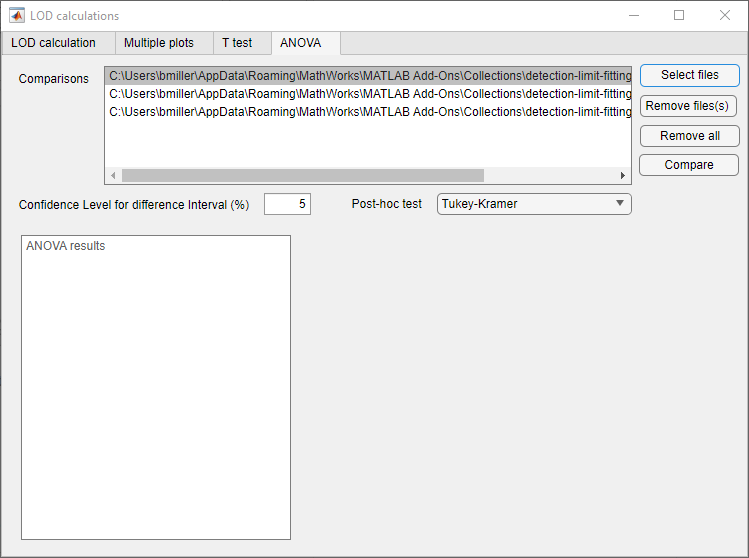 LOD calculations
LOD calculation Multiple plots T test ANOVA
Comparisons
C:\Users\bmiller\AppData\Roaming\MathWorks\MATLAB Add-Ons\Collections\detection-limit-fitting
C:\Users\bmiller\AppData\Roaming\MathWorks\MATLAB Add-Ons\Collections\detection-limit-fitting
C:\Users\bmiller\AppData\Roaming\MathWorks\MATLAB Add-Ons\Collections\detection-limit-fitting
Select files
Remove files(s)
Remove all
Compare
Confidence Level for difference Interval (%) 5 Post-hoc test Tukey-Kramer
ANOVA results